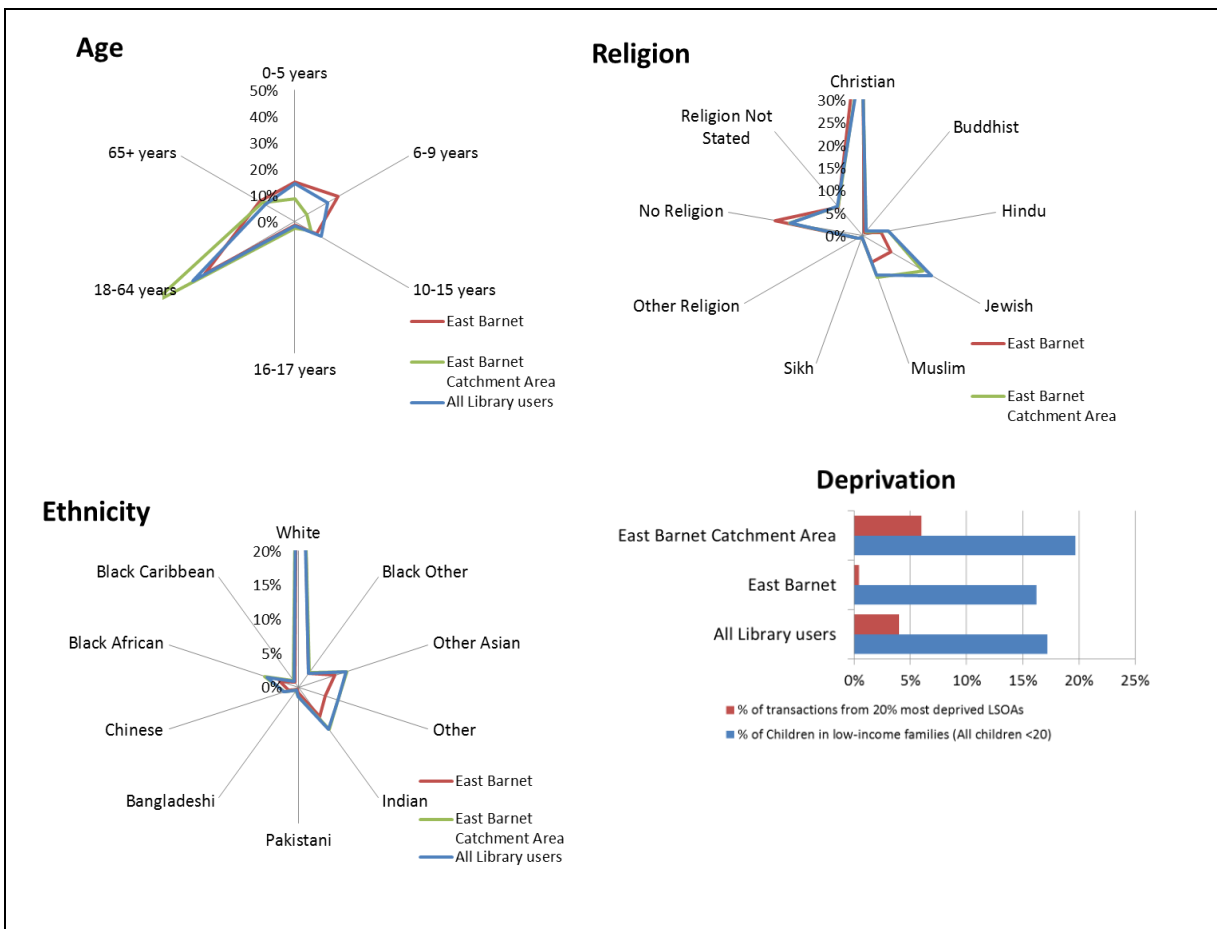 Age
0-5 years
50%
40%
30%
20%
10%
0%
65+ years
6-9 years
18-64 years
10-15 years
16-17 years
East Barnet
East Barnet
Catchment Area
All Library users
Religion
Christian
30%
25%
20%
15%
10%
5%
0%
Religion Not
Stated
Buddhist
No Religion
Hindu
Other Religion
Jewish
Sikh
Muslim
East Barnet
East Barnet
Catchment Area
Ethnicity
White
20%
15%
10%
5%
0%
Black Caribbean
Black Other
Black African
Other Asian
Chinese
Other
Bangladeshi
Indian
Pakistani
East Barnet
East Barnet
Catchment Area
All Library users
Deprivation
East Barnet Catchment Area
East Barnet
All Library users
0% 5% 10% 15% 20% 25%
% of transactions from 20% most deprived LSOAs
% of Children in low-income families (All children <20)